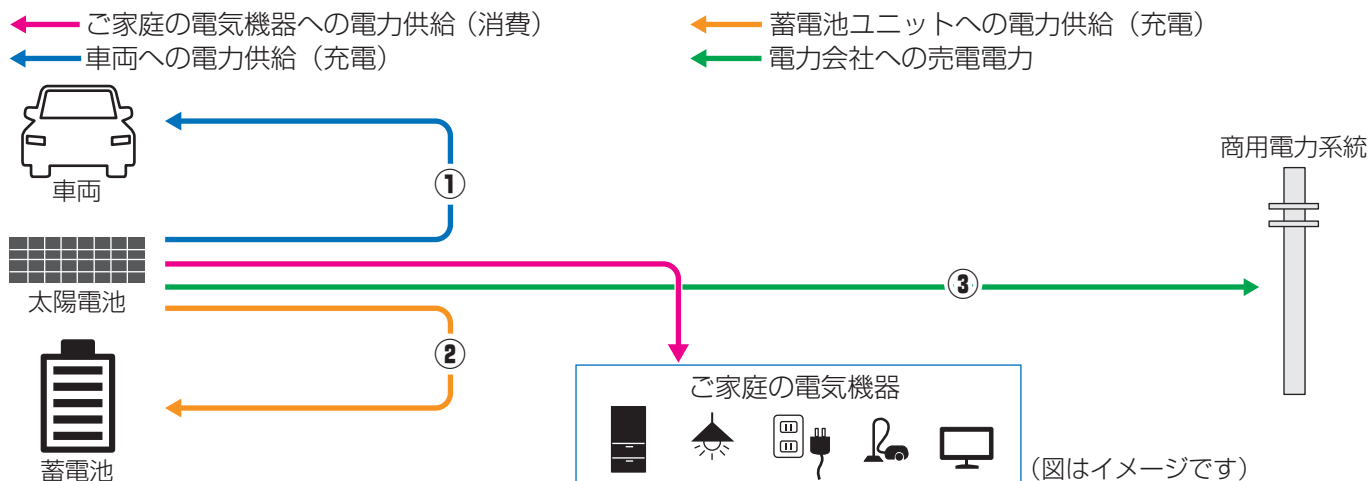 ご家庭の電気機器への電力供給（消費）
蓄電池ユニットへの電力供給（充電）
車両への電力供給（充電）
電力会社への売電電力
商用電力系統
①
車両
太陽電池
③
②
ご家庭の電気機器
蓄電池
（図はイメージです）